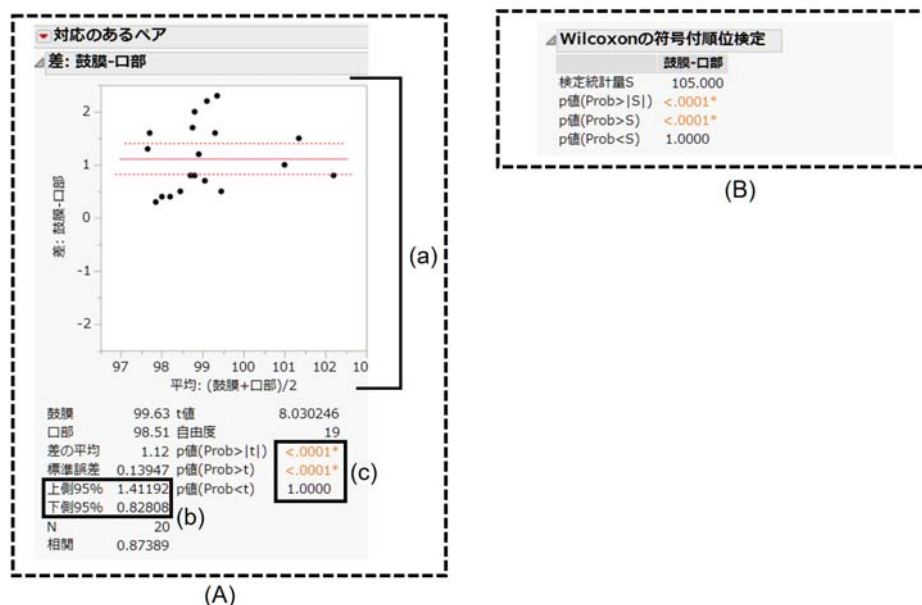 対応のあるペア
差: 鼓膜-口部
差: 鼓膜-口部
2
1
0
-1
-2
97 98 99 100 101 102 10
平均: (鼓膜+口部)/2
(a)
鼓膜 99.63 t値 8.030246
口部 98.51 自由度 19
差の平均 1.12 p値(Prob>|t|) <.0001*
標準誤差 0.13947 p値(Prob>t) <.0001*
上側95% 1.41192 p値(Prob<t) 1.0000
下側95% 0.82808
N 20
相関 0.87389
(b)
(c)
(A)
Wilcoxonの符号付順位検定
鼓膜-口部
検定統計量S 105.000
p値(Prob>|S|) <.0001*
p値(Prob>S) <.0001*
p値(Prob<S) 1.0000
(B)